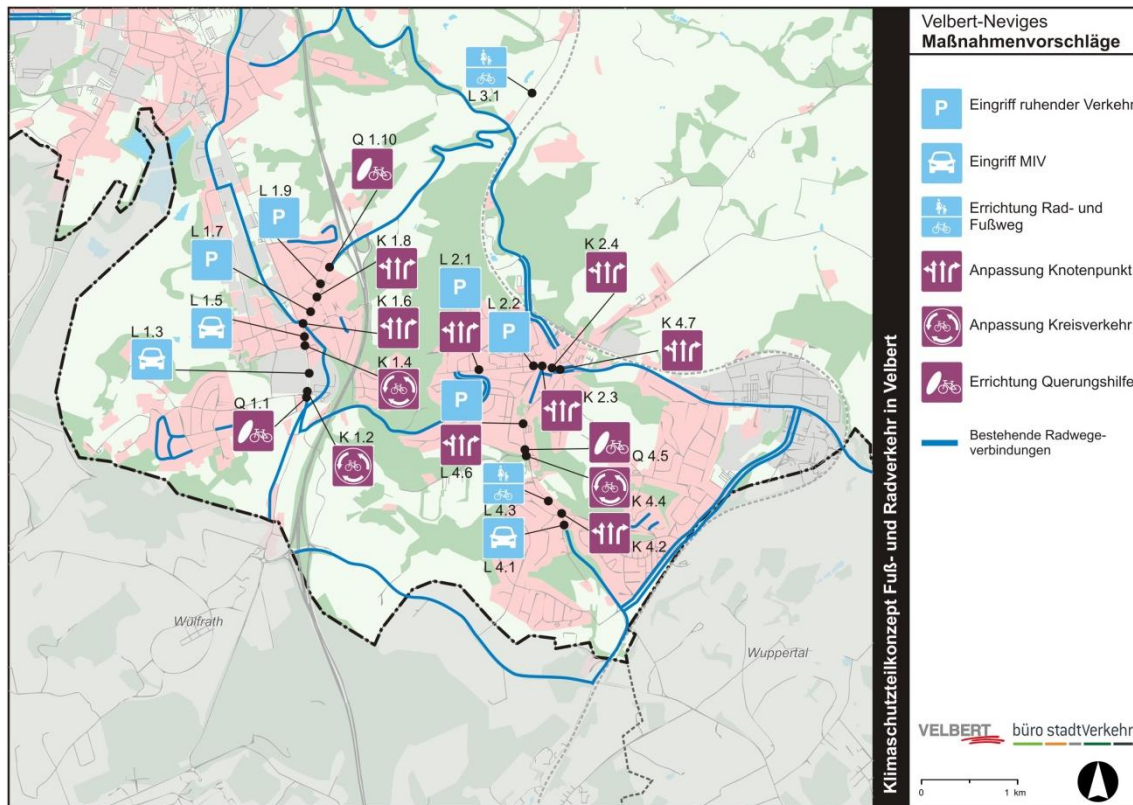 L 3.1
Q 1.10
L 1.9
L 1.7
K 1.8
L 2.1
K 2.4
L 1.5
K 1.6
L 2.2
L 1.3
K 4.7
K 1.4
Q 1.1
K 2.3
K 1.2
L 4.6
Q 4.5
L 4.3
K 4.4
L 4.1
K 4.2
Wülfrath
Wuppertal
P
P
P
P
P
Klimaschutzteilkonzept Fuß- und Radverkehr in Velbert
Velbert-Neviges
Maßnahmenvorschläge
P
Eingriff ruhender Verkehr
Eingriff MIV
Errichtung Rad- und
Fußweg
Anpassung Knotenpunkt
Anpassung Kreisverkehr
Errichtung Querungshilfe
Bestehende Radwege-
verbindungen
VELBERT
büro stadtVerkehr
0 1 km